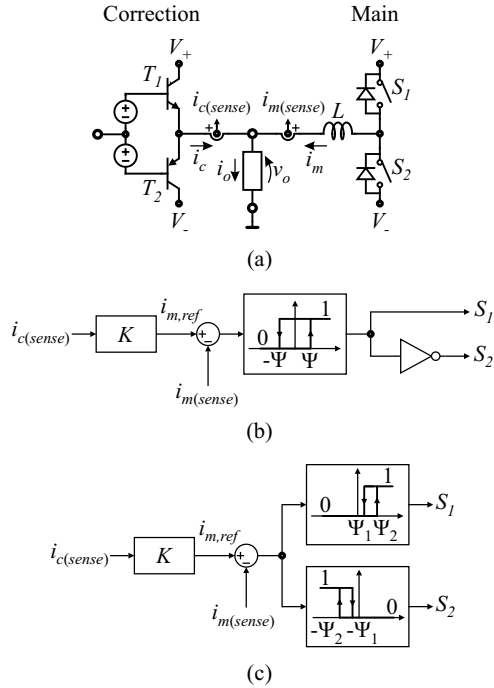 Correction Main
V+ V+
T1 ic(sense) im(sense) L S1
+ +
ic io vo im
T2 S2
V- V-
(a)
im,ref 1 S1
ic(sense) K − 0
-Ψ Ψ S2
im(sense)
(b)
1
0 S1
im,ref Ψ1 Ψ2
ic(sense) K −
1
im(sense) 0 S2
-Ψ2 -Ψ1
(c)